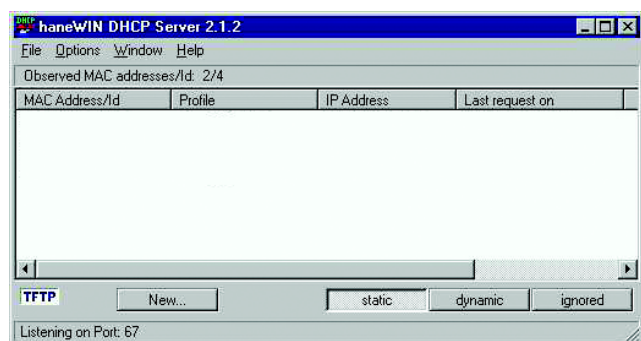 DHCP haneWIN DHCP Server 2.1.2
File Options Window Help
Observed MAC addresses/Id: 2/4
MAC Address/Id Profile IP Address Last request on
TFTP New... static dynamic ignored
Listening on Port: 67